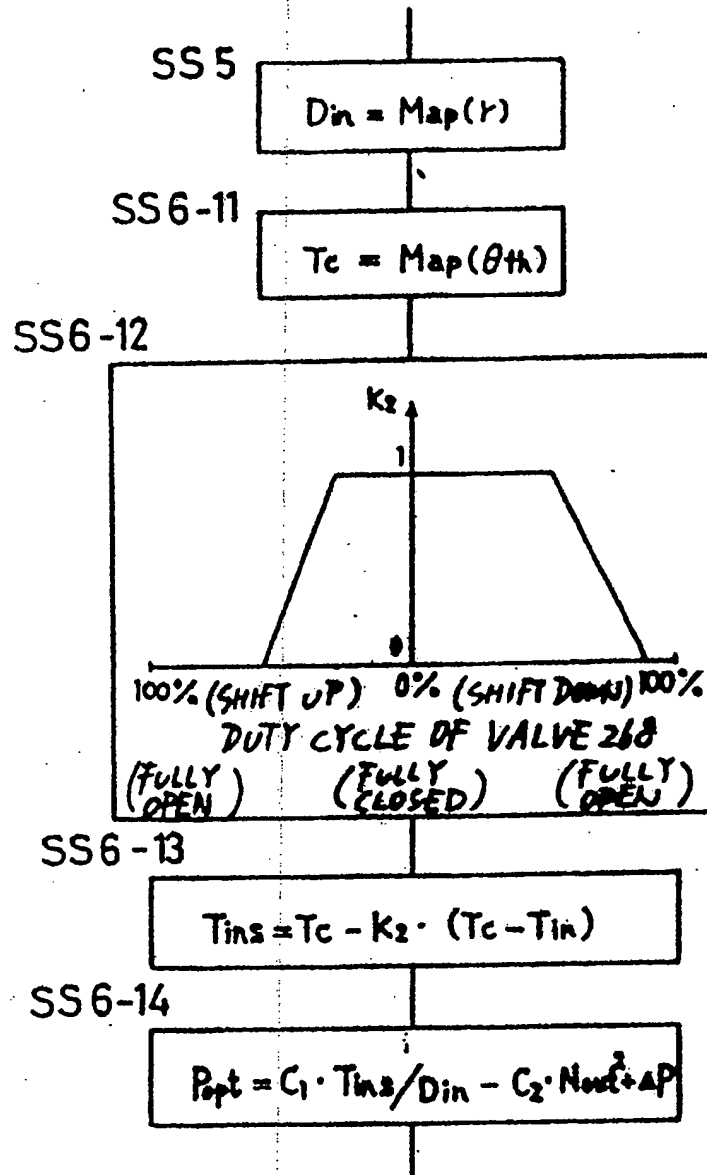 SS 5
Din = Map(r)
SS6-11
Tc = Map(θth)
SS6-12
K2
1
0
100% (SHIFT UP) 0% (SHIFT DOWN) 100%
DUTY CYCLE OF VALVE 268
(FULLY OPEN) (FULLY CLOSED) (FULLY OPEN)
SS6-13
Tins = Tc - K2 · (Tc - Tin)
SS6-14
Popt = C1 · Tins/Din - C2 · Nout² + ΔP